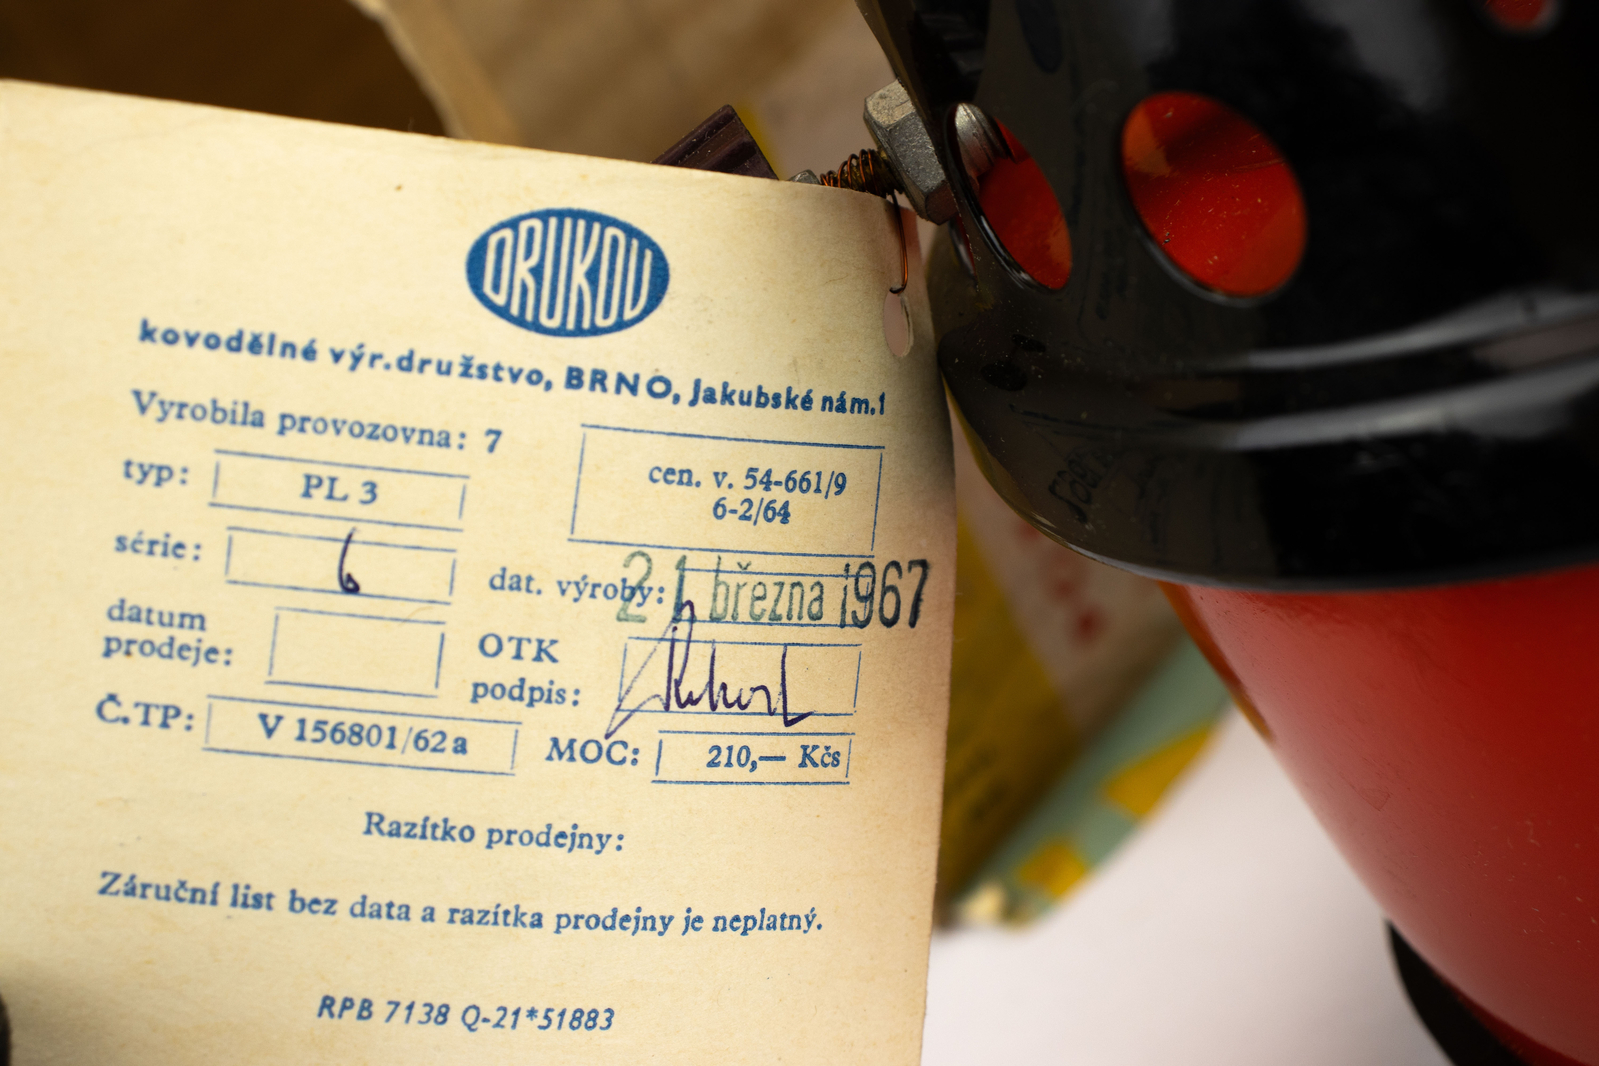 DRUKOV
kovodělné výr.družstvo, BRNO, Jakubské nám.1
Vyrobila provozovna: 7
typ: PL 3
cen. v. 54-661/9
6-2/64
série: 6
dat. výroby: 21 března 1967
datum
prodeje:
OTK
podpis:
Č.TP: V 156801/62a
MOC: 210,— Kčs
Razítko prodejny:
Záruční list bez data a razítka prodejny je neplatný.
RPB 7138 Q-21*51883